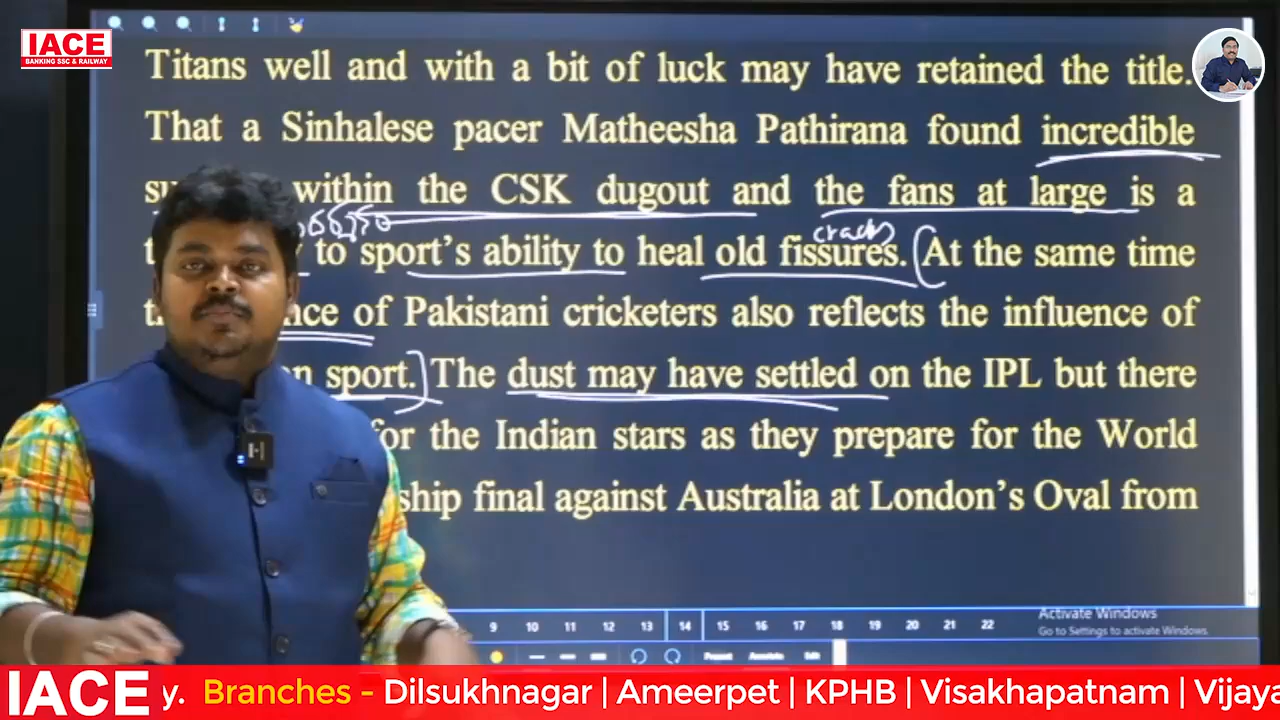 IACE
BANKING SSC & RAILWAY
Titans well and with a bit of luck may have retained the title.
That a Sinhalese pacer Matheesha Pathirana found incredible
within the CSK dugout and the fans at large is a
cracks
to sport's ability to heal old fissures. At the same time
of Pakistani cricketers also reflects the influence of
sport. The dust may have settled on the IPL but there
for the Indian stars as they prepare for the World
final against Australia at London's Oval from
9 10 11 12 13 14 15 16 17 18 19 20 21 22
Activate Windows
Go to Settings to activate Windows.
IACE y. Branches - Dilsukhnagar | Ameerpet | KPHB | Visakhapatnam |